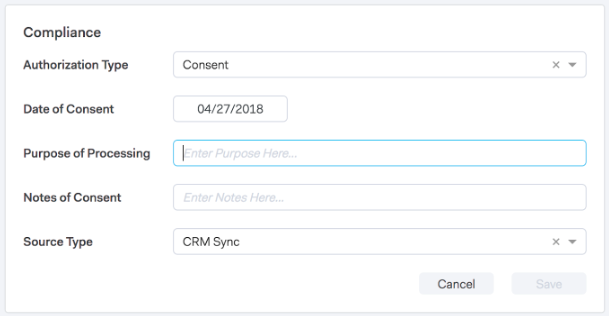 Compliance
Authorization Type Consent
Date of Consent 04/27/2018
Purpose of Processing Enter Purpose Here...
Notes of Consent Enter Notes Here...
Source Type CRM Sync
Cancel Save